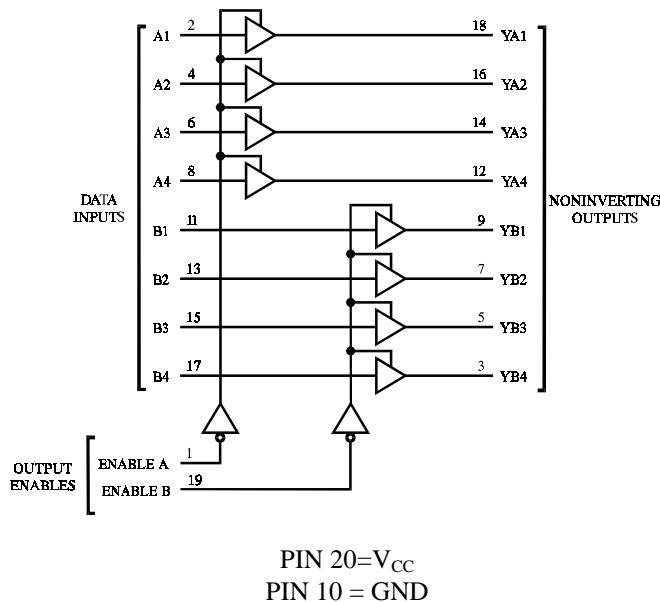 A1 2 18 YA1
A2 4 16 YA2
A3 6 14 YA3
A4 8 12 YA4
DATA
INPUTS
NONINVERTING
OUTPUTS
B1 11 9 YB1
B2 13 7 YB2
B3 15 5 YB3
B4 17 3 YB4
OUTPUT
ENABLES
ENABLE A 1
ENABLE B 19
PIN 20=VCC
PIN 10 = GND